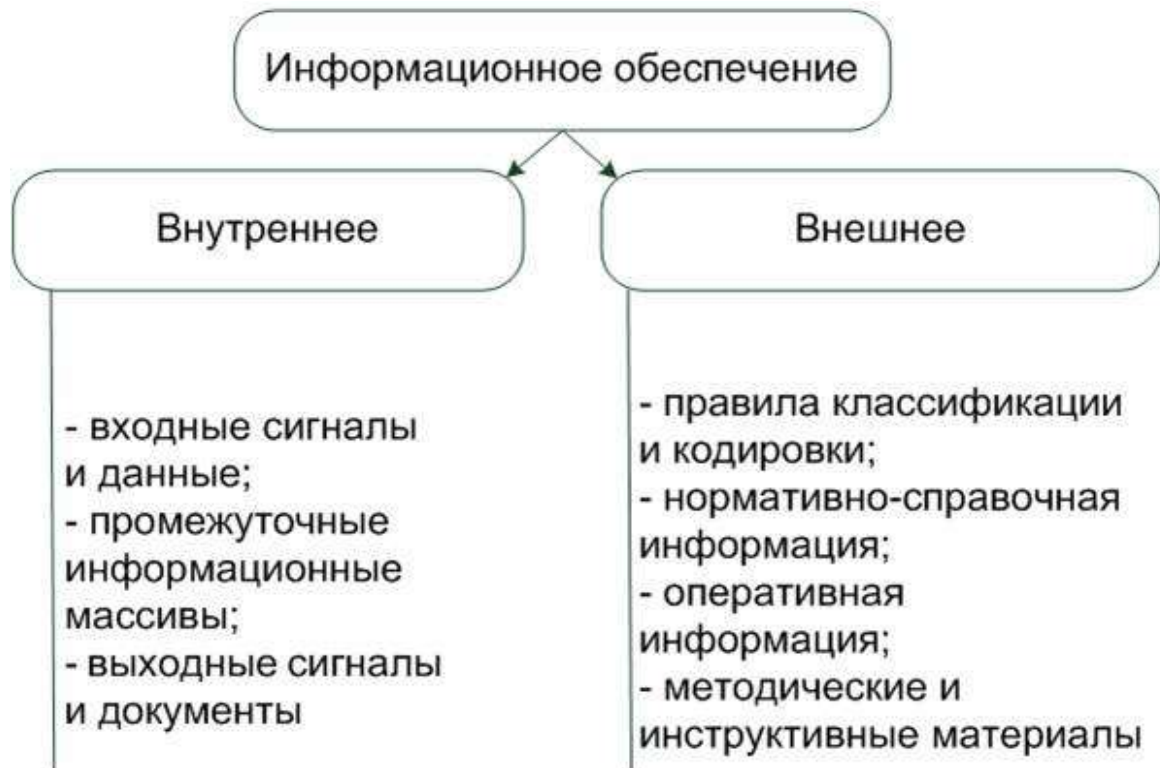 Информационное обеспечение
Внутреннее
- входные сигналы
и данные;
- промежуточные
информационные
массивы;
- выходные сигналы
и документы
Внешнее
- правила классификации
и кодировки;
- нормативно-справочная
информация;
- оперативная
информация;
- методические и
инструктивные материалы